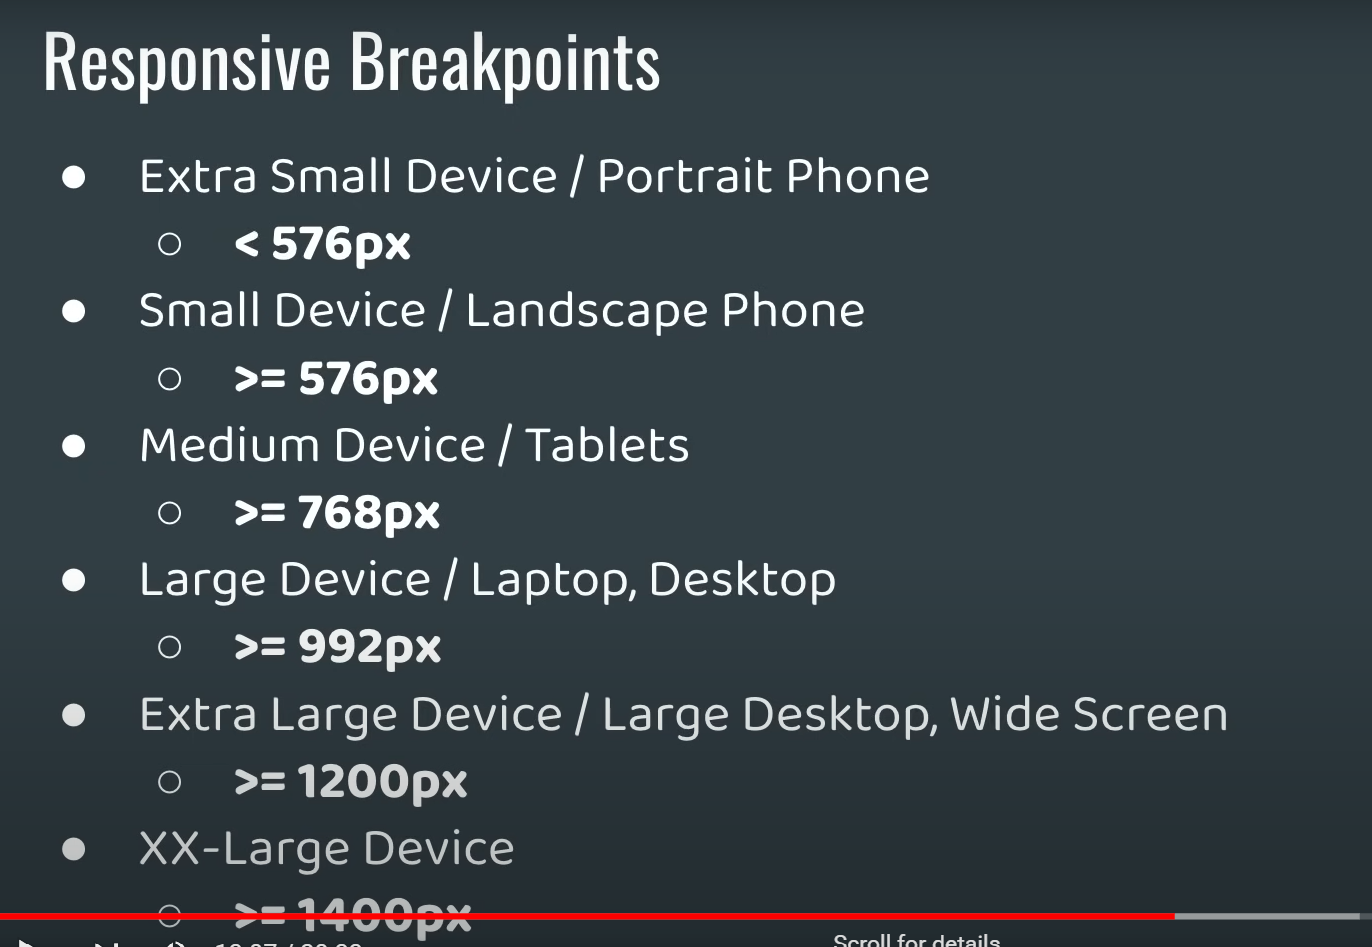 Responsive Breakpoints
Extra Small Device / Portrait Phone
< 576px
Small Device / Landscape Phone
>= 576px
Medium Device / Tablets
>= 768px
Large Device / Laptop, Desktop
>= 992px
Extra Large Device / Large Desktop, Wide Screen
>= 1200px
XX-Large Device
>= 1400px
Scroll for details